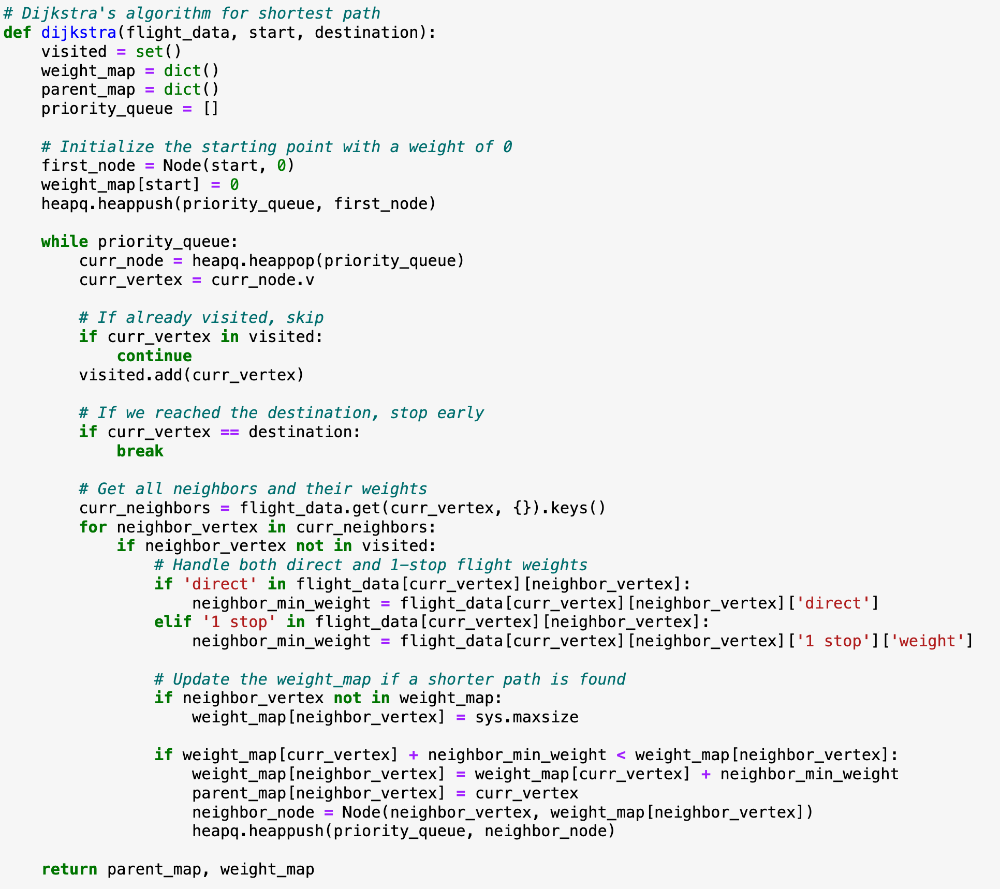 # Dijkstra's algorithm for shortest path
def dijkstra(flight_data, start, destination):
    visited = set()
    weight_map = dict()
    parent_map = dict()
    priority_queue = []

    # Initialize the starting point with a weight of 0
    first_node = Node(start, 0)
    weight_map[start] = 0
    heapq.heappush(priority_queue, first_node)

    while priority_queue:
        curr_node = heapq.heappop(priority_queue)
        curr_vertex = curr_node.v

        # If already visited, skip
        if curr_vertex in visited:
            continue
        visited.add(curr_vertex)

        # If we reached the destination, stop early
        if curr_vertex == destination:
            break

        # Get all neighbors and their weights
        curr_neighbors = flight_data.get(curr_vertex, {}).keys()
        for neighbor_vertex in curr_neighbors:
            if neighbor_vertex not in visited:
                # Handle both direct and 1-stop flight weights
                if 'direct' in flight_data[curr_vertex][neighbor_vertex]:
                    neighbor_min_weight = flight_data[curr_vertex][neighbor_vertex]['direct']
                elif '1 stop' in flight_data[curr_vertex][neighbor_vertex]:
                    neighbor_min_weight = flight_data[curr_vertex][neighbor_vertex]['1 stop']['weight']

                # Update the weight_map if a shorter path is found
                if neighbor_vertex not in weight_map:
                    weight_map[neighbor_vertex] = sys.maxsize

                if weight_map[curr_vertex] + neighbor_min_weight < weight_map[neighbor_vertex]:
                    weight_map[neighbor_vertex] = weight_map[curr_vertex] + neighbor_min_weight
                    parent_map[neighbor_vertex] = curr_vertex
                    neighbor_node = Node(neighbor_vertex, weight_map[neighbor_vertex])
                    heapq.heappush(priority_queue, neighbor_node)

    return parent_map, weight_map